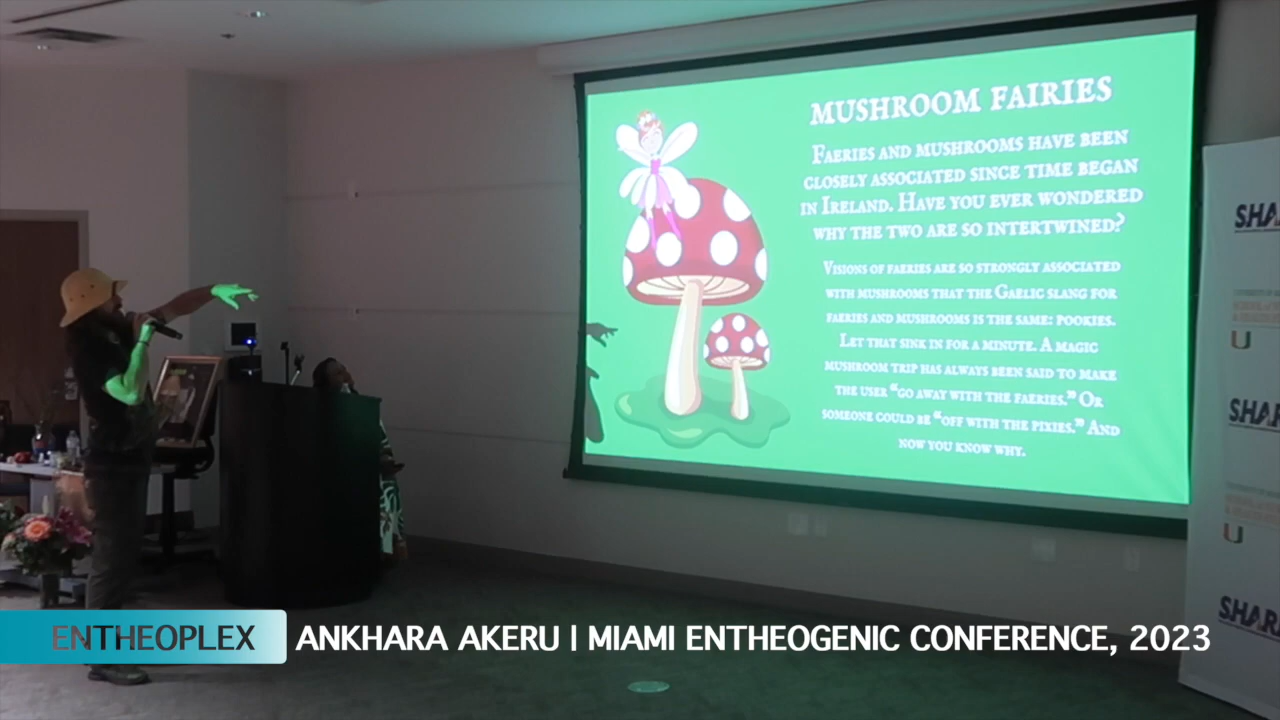 MUSHROOM FAIRIES
FAERIES AND MUSHROOMS HAVE BEEN
CLOSELY ASSOCIATED SINCE TIME BEGAN
IN IRELAND. HAVE YOU EVER WONDERED
WHY THE TWO ARE SO INTERTWINED?
VISIONS OF FAERIES ARE SO STRONGLY ASSOCIATED
WITH MUSHROOMS THAT THE GAELIC SLANG FOR
FAERIES AND MUSHROOMS IS THE SAME: POOKIES.
LET THAT SINK IN FOR A MINUTE. A MAGIC
MUSHROOM TRIP HAS ALWAYS BEEN SAID TO MAKE
THE USER “GO AWAY WITH THE FAERIES.” OR
SOMEONE COULD BE “OFF WITH THE PIXIES.” AND
NOW YOU KNOW WHY.
SHAR
U
SHAR
U
SHAR
ENTHEOPLEX
ANKHARA AKERU | MIAMI ENTHEOGENIC CONFERENCE, 2023